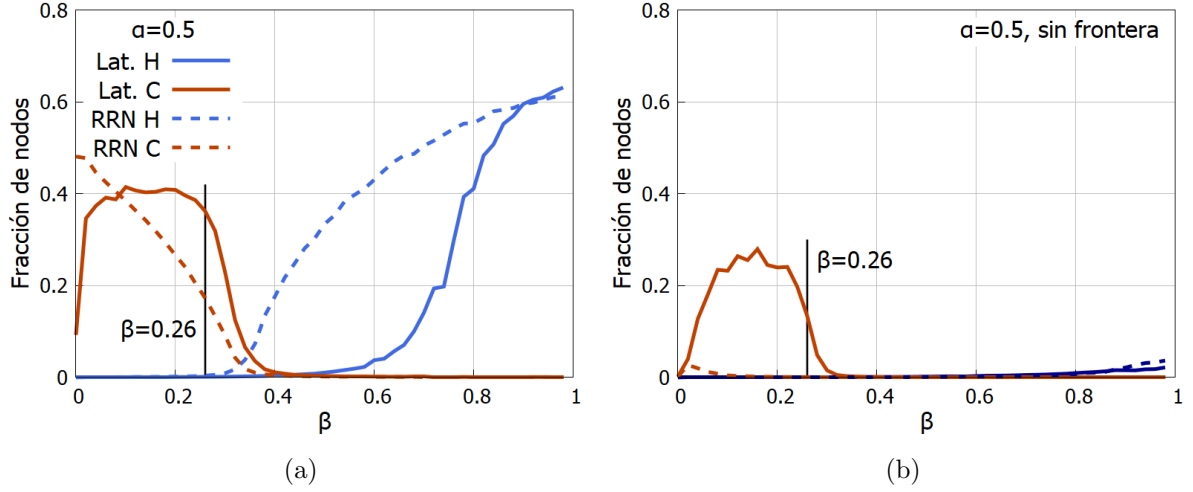 α=0.5
Lat. H
Lat. C
RRN H
RRN C
β=0.26
Fracción de nodos
0.8
0.6
0.4
0.2
0
0
0.2
0.4
0.6
0.8
1
β
(a)
α=0.5, sin frontera
β=0.26
Fracción de nodos
0.8
0.6
0.4
0.2
0
0
0.2
0.4
0.6
0.8
1
β
(b)